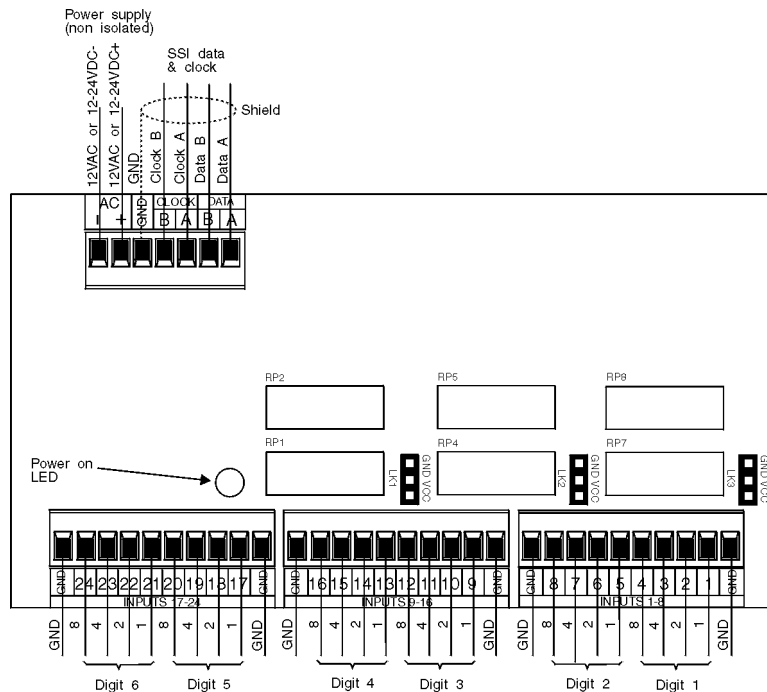 Power supply
(non isolated)
SSI data
& clock
Shield
12VAC or 12-24VDC-
12VAC or 12-24VDC+
GND
Clock B
Clock A
Data B
Data A
AC GND CLOCK DATA
- + B A B A
RP2 RP5 RP8
RP1 RP4 RP7
LK1 GND VCC
LK2 GND VCC
LK3 GND VCC
Power on
LED
GND 24 23 22 21 20 19 18 17 GND
INPUTS 17-24
GND 16 15 14 13 12 11 10 9 GND
INPUTS 9-16
GND 8 7 6 5 4 3 2 1 GND
INPUTS 1-8
GND 8 4 2 1 8 4 2 1 GND
GND 8 4 2 1 8 4 2 1 GND
GND 8 4 2 1 8 4 2 1 GND
Digit 6 Digit 5 Digit 4 Digit 3 Digit 2 Digit 1